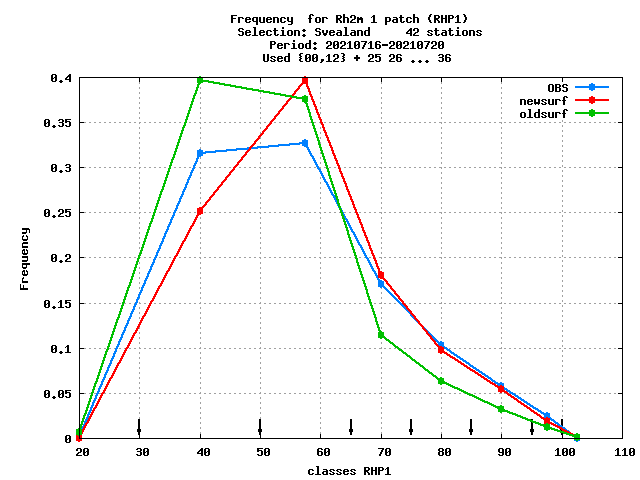 Frequency  for Rh2m 1 patch (RHP1)
Selection: Svealand     42 stations
Period: 20210716-20210720
Used {00,12} + 25 26 ... 36
0.4
0.35
0.3
0.25
0.2
0.15
0.1
0.05
0
Frequency
OBS
newsurf
oldsurf
20 30 40 50 60 70 80 90 100 110
classes RHP1